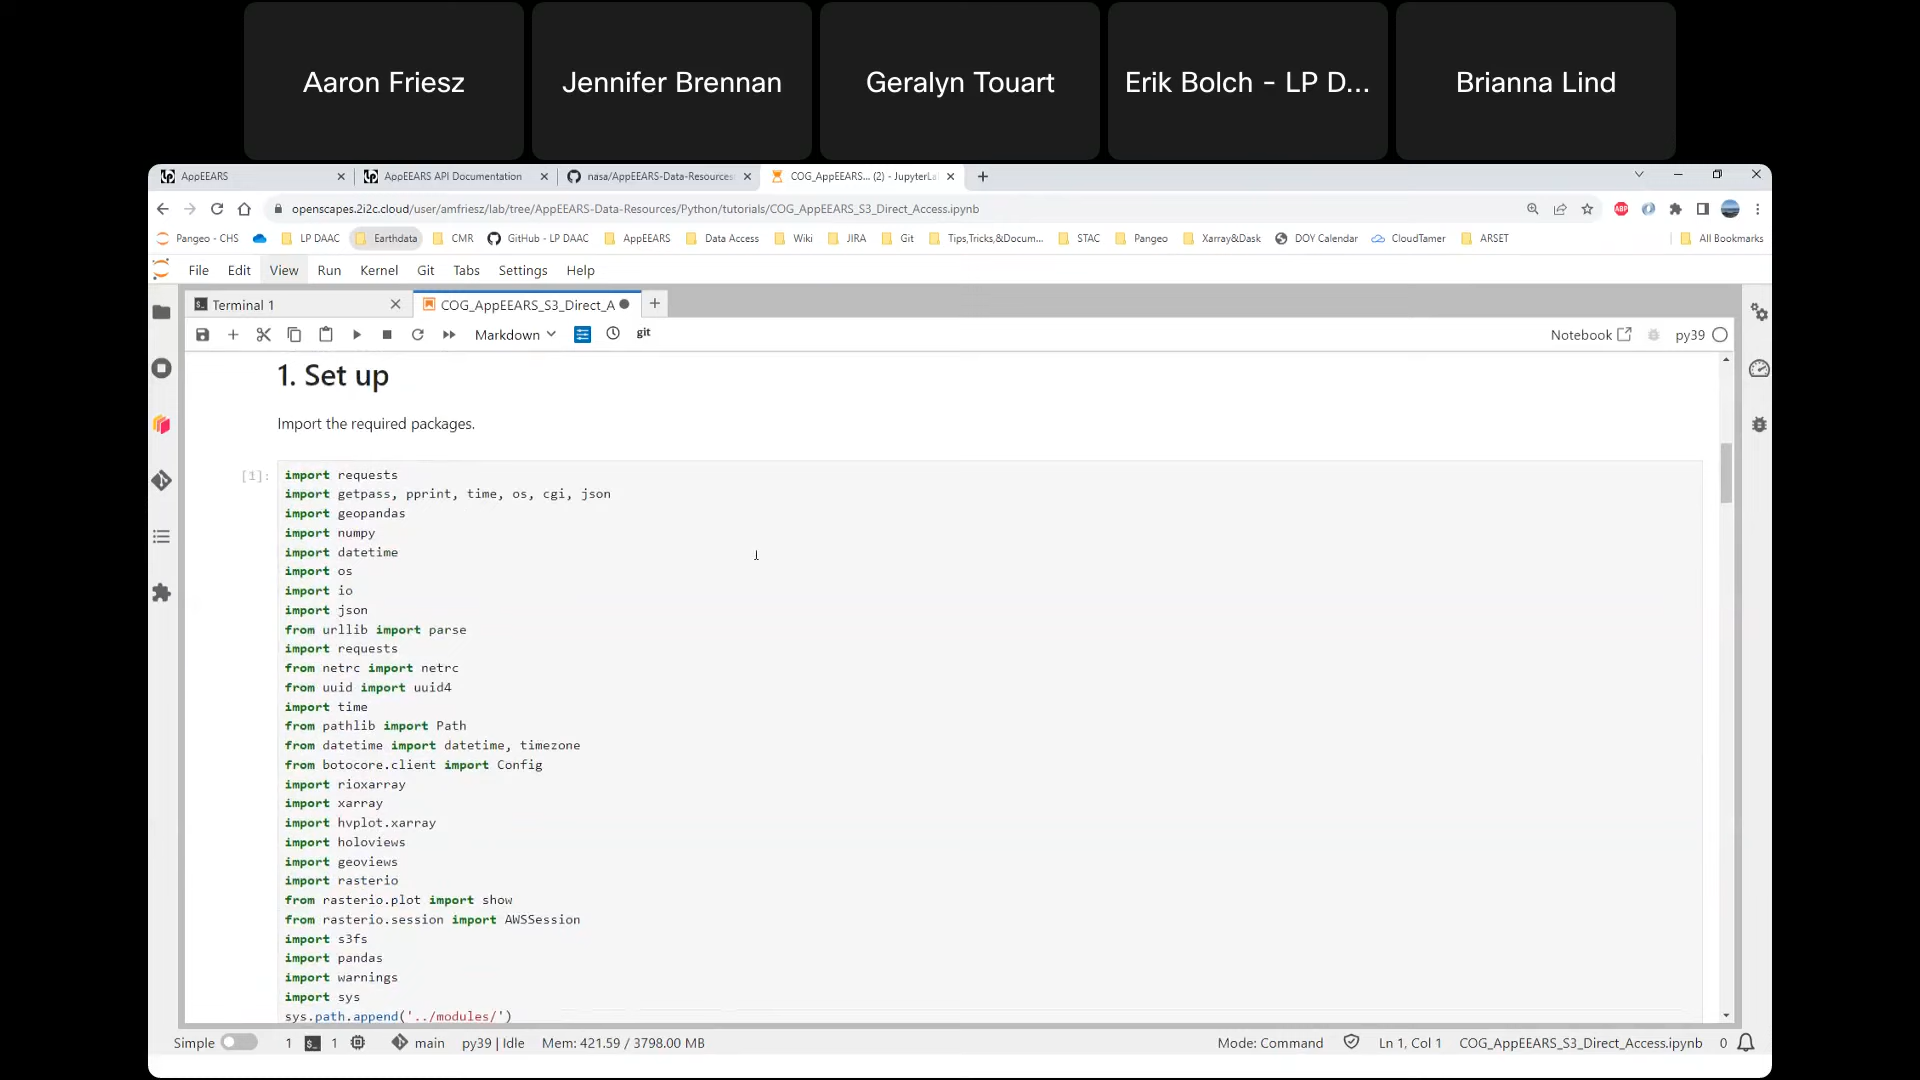 Aaron Friesz
Jennifer Brennan
Geralyn Touart
Erik Bolch - LP D...
Brianna Lind
AppEEARS
AppEEARS API Documentation
nasa/AppEEARS-Data-Resources:
COG_AppEEARS... (2) - JupyterLa
openscapes.2i2c.cloud/user/amfriesz/lab/tree/AppEEARS-Data-Resources/Python/tutorials/COG_AppEEARS_S3_Direct_Access.ipynb
ABP
Pangeo - CHS
LP DAAC
Earthdata
CMR
GitHub - LP DAAC
AppEEARS
Data Access
Wiki
JIRA
Git
Tips,Tricks,&Docum...
STAC
Pangeo
Xarray&Dask
DOY Calendar
CloudTamer
ARSET
All Bookmarks
File Edit View Run Kernel Git Tabs Settings Help
Terminal 1
COG_AppEEARS_S3_Direct_A
Markdown
git
Notebook
py39
1. Set up
Import the required packages.
[1]:
import requests
import getpass, pprint, time, os, cgi, json
import geopandas
import numpy
import datetime
import os
import io
import json
from urllib import parse
import requests
from netrc import netrc
from uuid import uuid4
import time
from pathlib import Path
from datetime import datetime, timezone
from botocore.client import Config
import rioxarray
import xarray
import hvplot.xarray
import holoviews
import geoviews
import rasterio
from rasterio.plot import show
from rasterio.session import AWSSession
import s3fs
import pandas
import warnings
import sys
sys.path.append('../modules/')
Simple
1
1
main
py39 | Idle
Mem: 421.59 / 3798.00 MB
Mode: Command
Ln 1, Col 1
COG_AppEEARS_S3_Direct_Access.ipynb
0